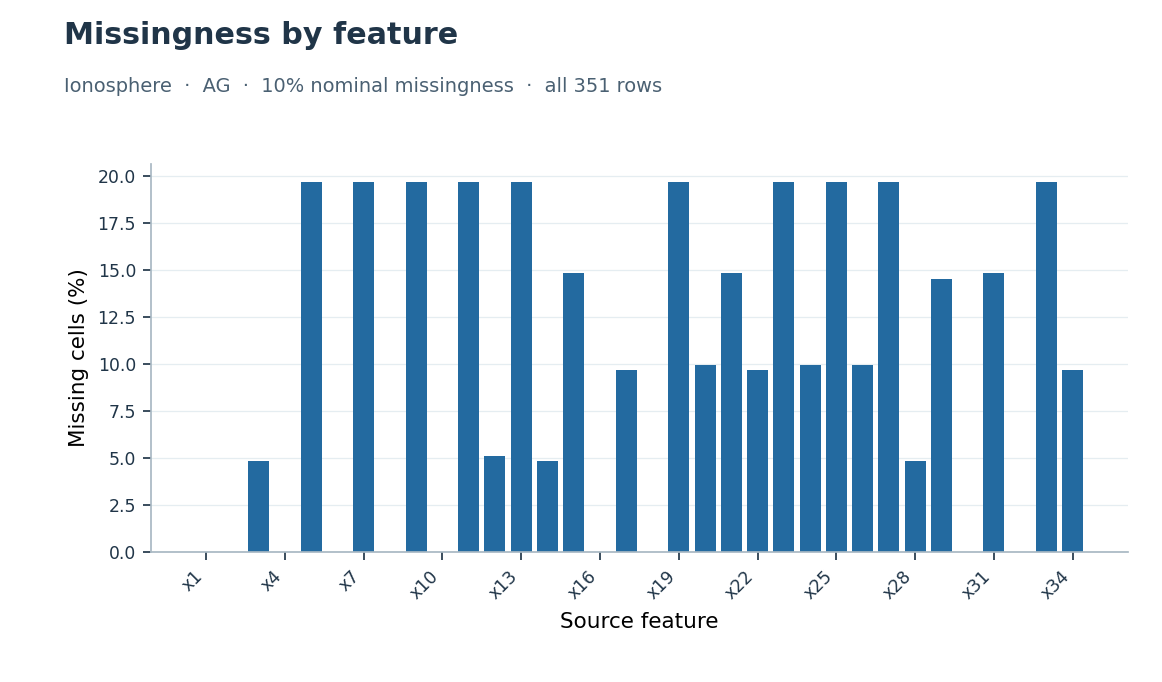 Missingness by feature
Ionosphere · AG · 10% nominal missingness · all 351 rows
20.0
17.5
15.0
12.5
10.0
7.5
5.0
2.5
0.0
Missing cells (%)
x1 x4 x7 x10 x13 x16 x19 x22 x25 x28 x31 x34
Source feature